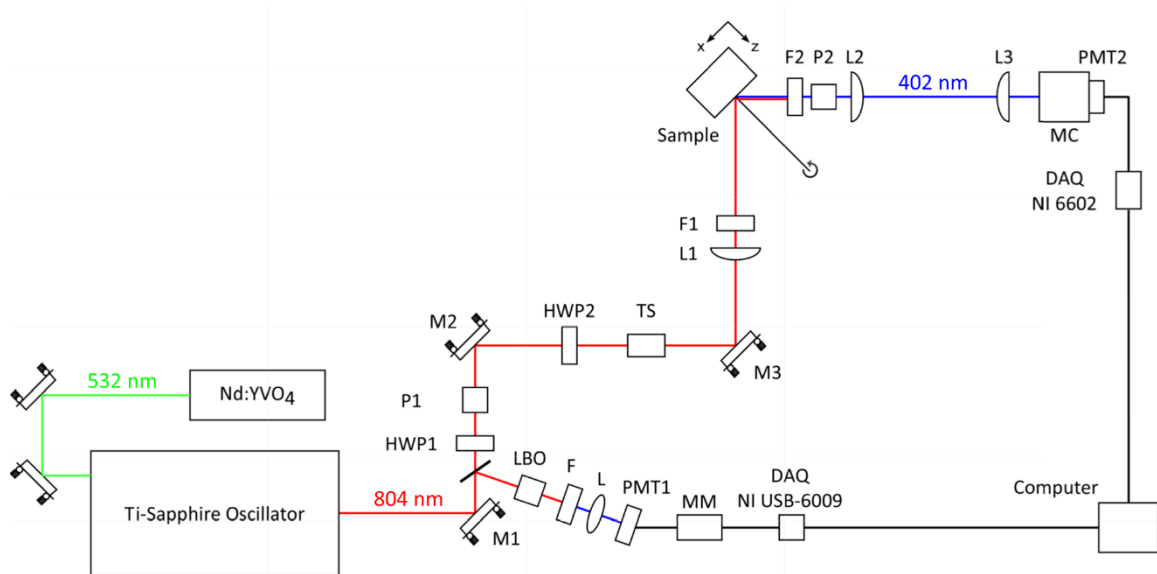 x
z
F2
P2
L2
L3
PMT2
402 nm
Sample
MC
DAQ
NI 6602
F1
L1
HWP2
TS
M2
M3
532 nm
Nd:YVO4
P1
HWP1
LBO
F
L
PMT1
MM
DAQ
NI USB-6009
Computer
804 nm
M1
Ti-Sapphire Oscillator